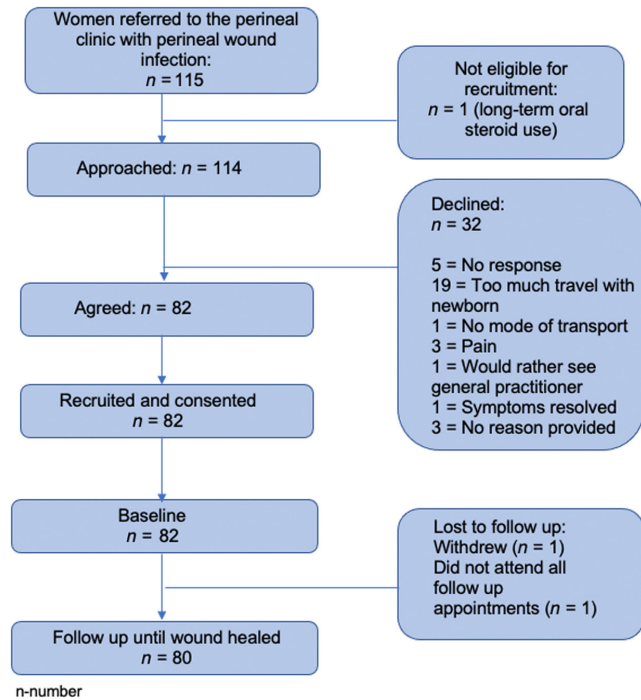 Women referred to the perineal
clinic with perineal wound
infection:
n = 115
Not eligible for
recruitment:
n = 1 (long-term oral
steroid use)
Approached: n = 114
Declined:
n = 32
5 = No response
19 = Too much travel with
newborn
1 = No mode of transport
3 = Pain
1 = Would rather see
general practitioner
1 = Symptoms resolved
3 = No reason provided
Agreed: n = 82
Recruited and consented
n = 82
Baseline
n = 82
Lost to follow up:
Withdrew (n = 1)
Did not attend all
follow up
appointments (n = 1)
Follow up until wound healed
n = 80
n-number